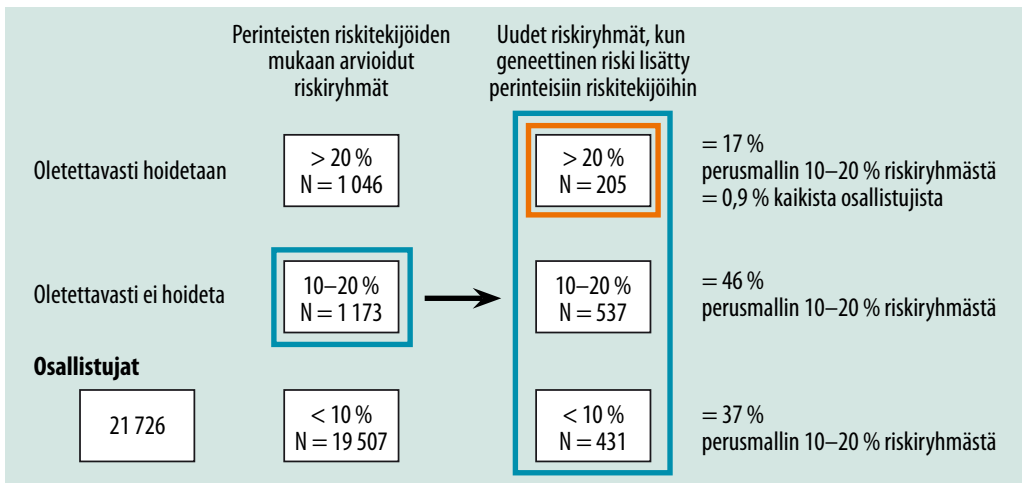 Perinteisten riskitekijöiden
mukaan arvioidut
riskiryhmät
Uudet riskiryhmät, kun
geneettinen riski lisätty
perinteisiin riskitekijöihin
Oletettavasti hoidetaan
> 20 %
N = 1 046
> 20 %
N = 205
= 17 %
perusmallin 10–20 % riskiryhmästä
= 0,9 % kaikista osallistujista
Oletettavasti ei hoideta
10–20 %
N = 1 173
10–20 %
N = 537
= 46 %
perusmallin 10–20 % riskiryhmästä
Osallistujat
21 726
< 10 %
N = 19 507
< 10 %
N = 431
= 37 %
perusmallin 10–20 % riskiryhmästä